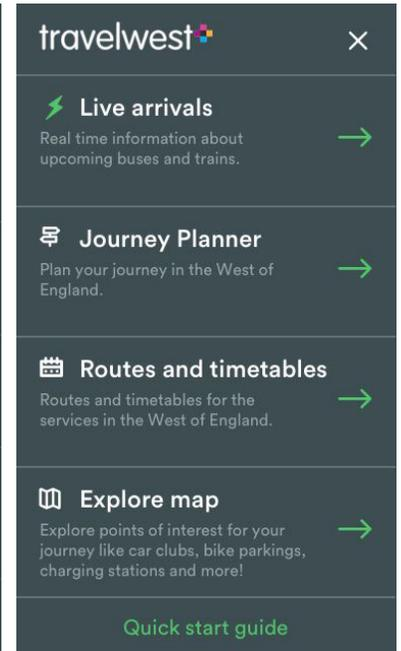 travelwest
Live arrivals
Real time information about
upcoming buses and trains.
Journey Planner
Plan your journey in the West of
England.
Routes and timetables
Routes and timetables for the
services in the West of England.
Explore map
Explore points of interest for your
journey like car clubs, bike parkings,
charging stations and more!
Quick start guide